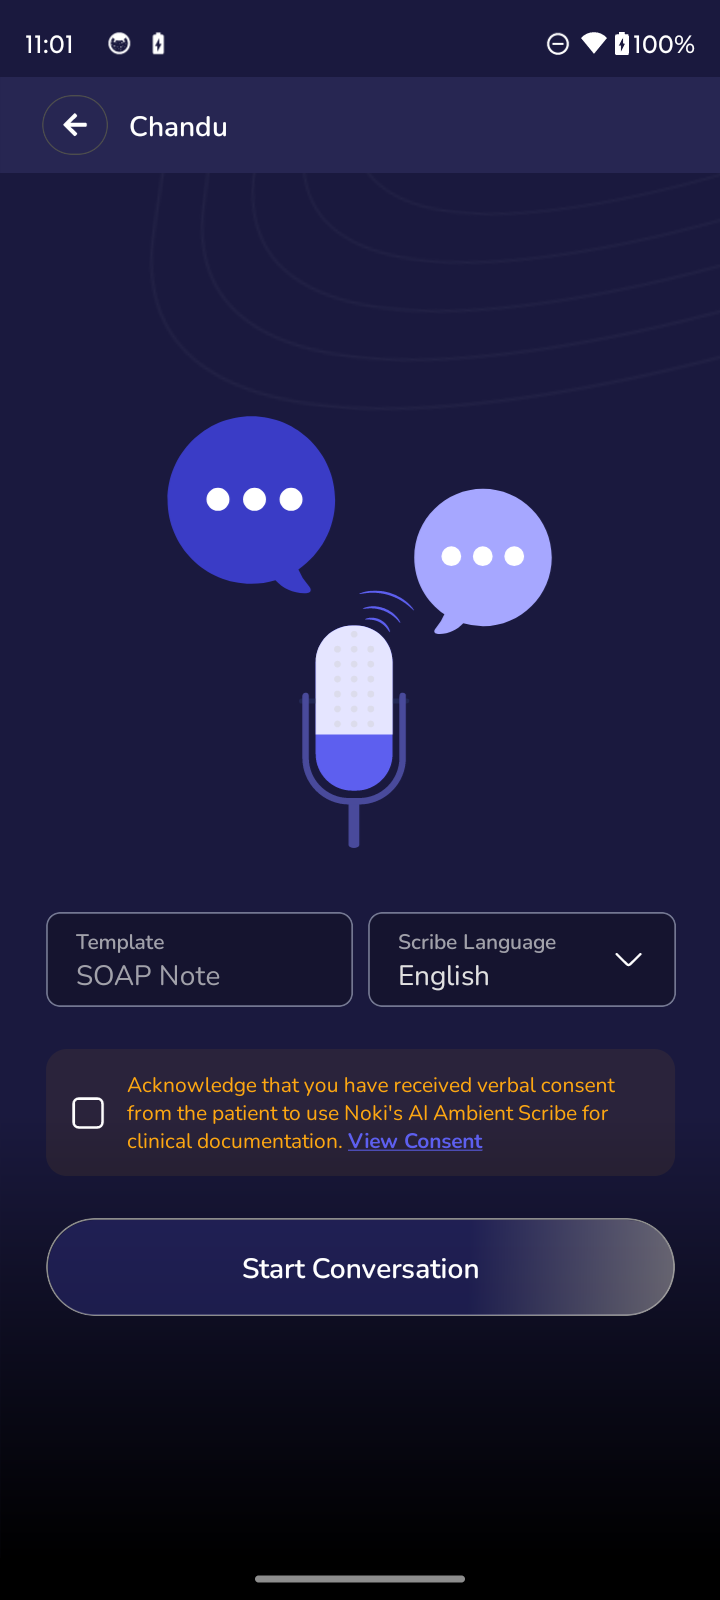 11:01
100%
Chandu
Template
SOAP Note
Scribe Language
English
Acknowledge that you have received verbal consent
from the patient to use Noki's AI Ambient Scribe for
clinical documentation. View Consent
Start Conversation